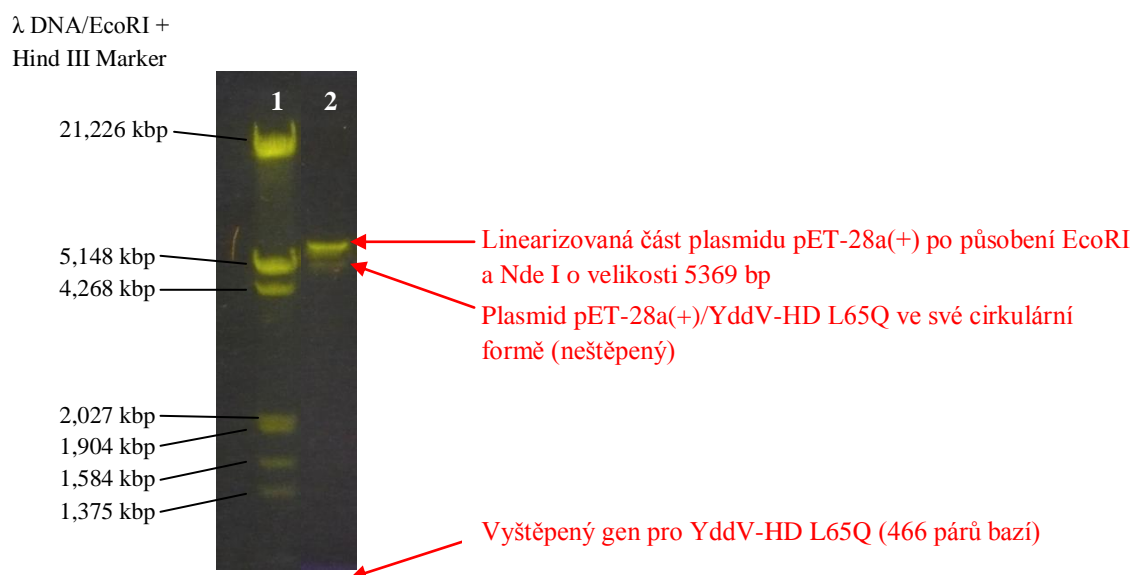 λ DNA/EcoRI +
Hind III Marker
1 2
21,226 kbp
5,148 kbp
4,268 kbp
2,027 kbp
1,904 kbp
1,584 kbp
1,375 kbp
Linearizovaná část plasmidu pET-28a(+) po působení EcoRI
a Nde I o velikosti 5369 bp
Plasmid pET-28a(+)/YddV-HD L65Q ve své cirkulární
formě (neštěpený)
Vyštěpený gen pro YddV-HD L65Q (466 párů bazí)